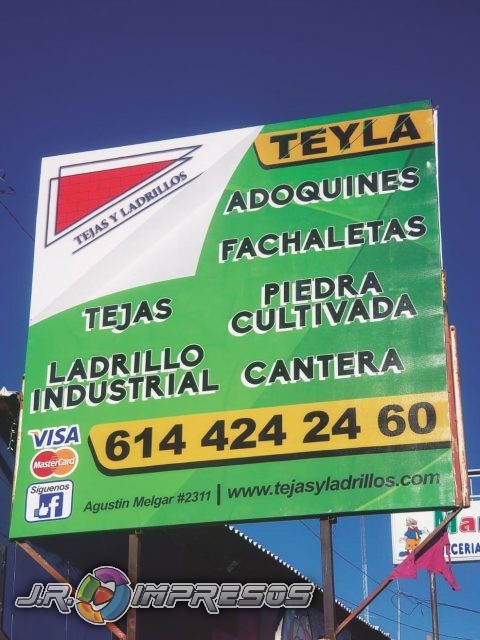 TEYLA
TEJAS Y LADRILLOS
ADOQUINES
FACHALETAS
TEJAS
PIEDRA
CULTIVADA
LADRILLO
INDUSTRIAL
CANTERA
VISA
MasterCard
614 424 24 60
Síguenos
f
Agustin Melgar #2311 | www.tejasyladrillos.com
J.R. IMPRESOS